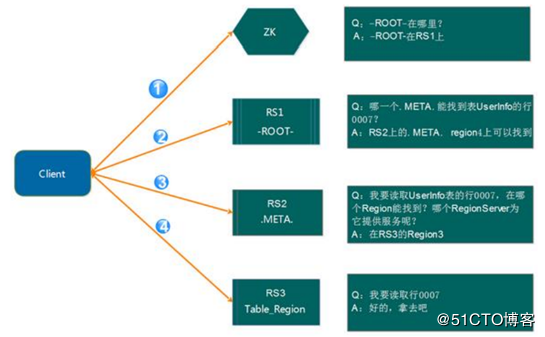 ZK
Q：-ROOT-在哪里？
A：-ROOT-在RS1上
1
RS1
-ROOT-
Q：哪一个.META.能找到表UserInfo的行
0007？
A：RS2上的.META. region4上可以找到
2
Client
3
RS2
.META.
Q：我要读取UserInfo表的行0007，在哪
个Region能找到？哪个RegionServer为
它提供服务呢？
A：在RS3的Region3
4
RS3
Table_Region
Q：我要读取行0007
A：好的，拿去吧
@51CTO博客